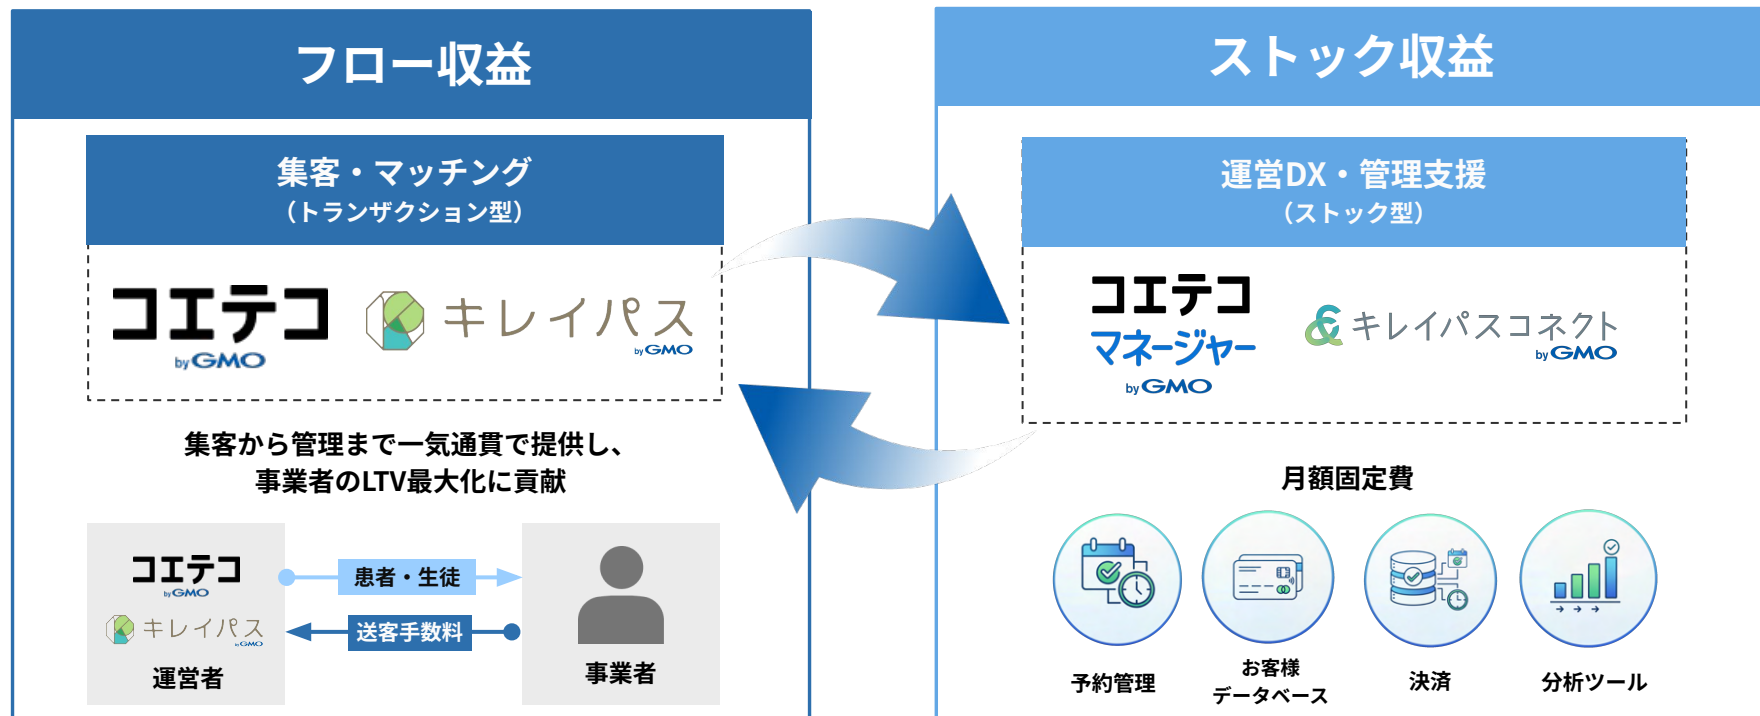 フロー収益
集客・マッチング
（トランザクション型）
コエテコ
by GMO
キレイパス
by GMO
集客から管理まで一気通貫で提供し、
事業者のLTV最大化に貢献
コエテコ
by GMO
キレイパス
by GMO
運営者
患者・生徒
送客手数料
事業者
ストック収益
運営DX・管理支援
（ストック型）
コエテコ
マネージャー
by GMO
キレイパスコネクト
by GMO
月額固定費
予約管理
お客様
データベース
決済
分析ツール